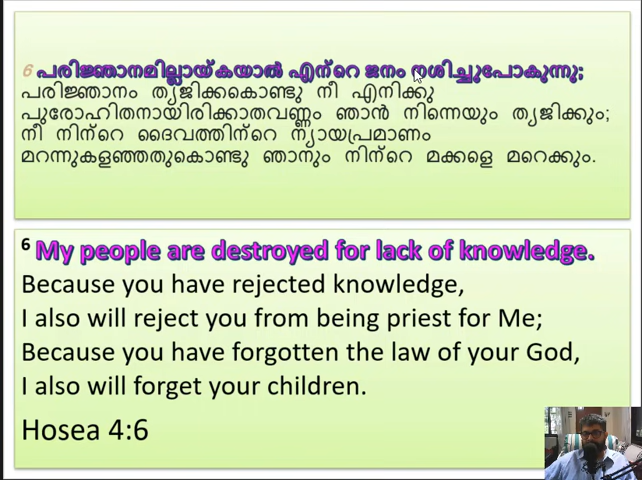 6 പരിജ്ഞാനമില്ലായ്കയാൽ എന്റെ ജനം നശിച്ചുപോകുന്നു;
പരിജ്ഞാനം ത്യജിക്കകൊണ്ടു നീ എനിക്കു
പുരോഹിതനായിരിക്കാതവണ്ണം ഞാൻ നിന്നെയും ത്യജിക്കും;
നീ നിന്റെ ദൈവത്തിന്റെ ന്യായപ്രമാണം
മറന്നുകളഞ്ഞതുകൊണ്ടു ഞാനും നിന്റെ മക്കളെ മറെക്കും.
6 My people are destroyed for lack of knowledge.
Because you have rejected knowledge,
I also will reject you from being priest for Me;
Because you have forgotten the law of your God,
I also will forget your children.
Hosea 4:6